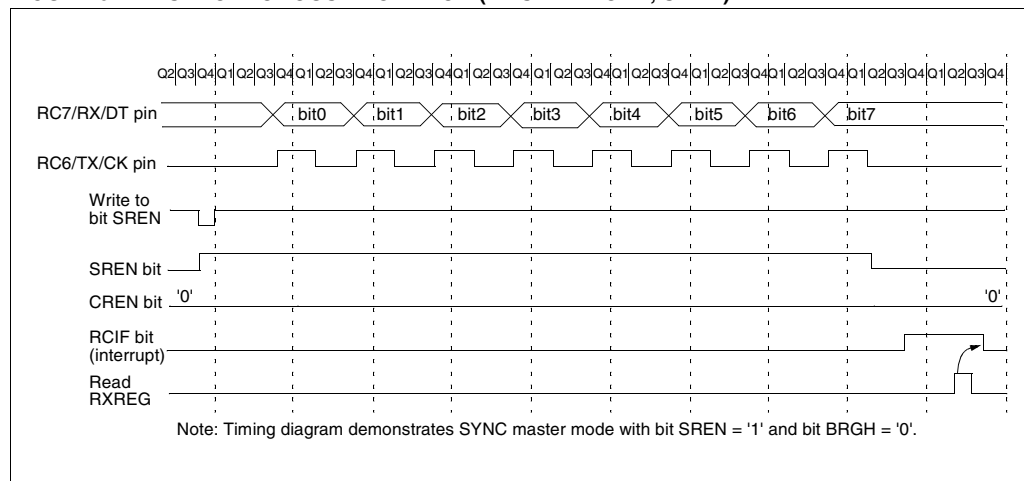 Q2 Q3 Q4 Q1 Q2 Q3 Q4 Q1 Q2 Q3 Q4 Q1 Q2 Q3 Q4 Q1 Q2 Q3 Q4 Q1 Q2 Q3 Q4 Q1 Q2 Q3 Q4 Q1 Q2 Q3 Q4 Q1 Q2 Q3 Q4 Q1 Q2 Q3 Q4 Q1 Q2 Q3 Q4
RC7/RX/DT pin bit0 bit1 bit2 bit3 bit4 bit5 bit6 bit7
RC6/TX/CK pin
Write to
bit SREN
SREN bit
CREN bit '0' '0'
RCIF bit
(interrupt)
Read
RXREG
Note: Timing diagram demonstrates SYNC master mode with bit SREN = '1' and bit BRGH = '0'.